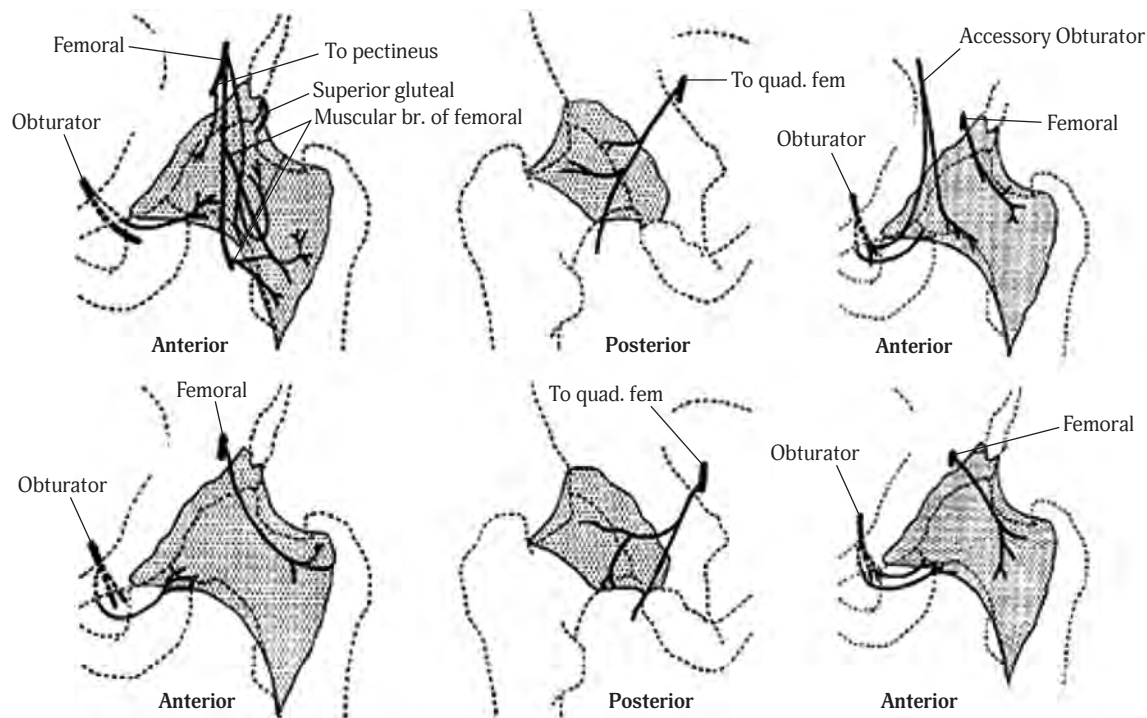 Femoral
To pectineus
Superior gluteal
Muscular br. of femoral
Obturator
Anterior
To quad. fem
Posterior
Accessory Obturator
Femoral
Obturator
Anterior
Femoral
Obturator
Anterior
To quad. fem
Posterior
Femoral
Obturator
Anterior